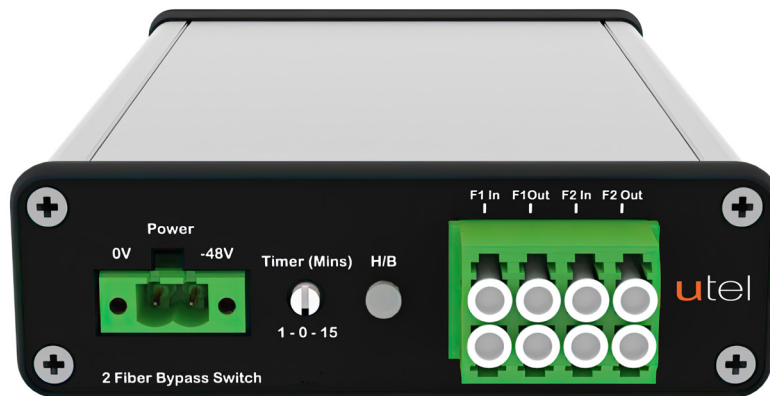 F1 In F1Out F2 In F2 Out
Power
0V -48V
Timer (Mins) H/B
utel
1 - 0 - 15
2 Fiber Bypass Switch